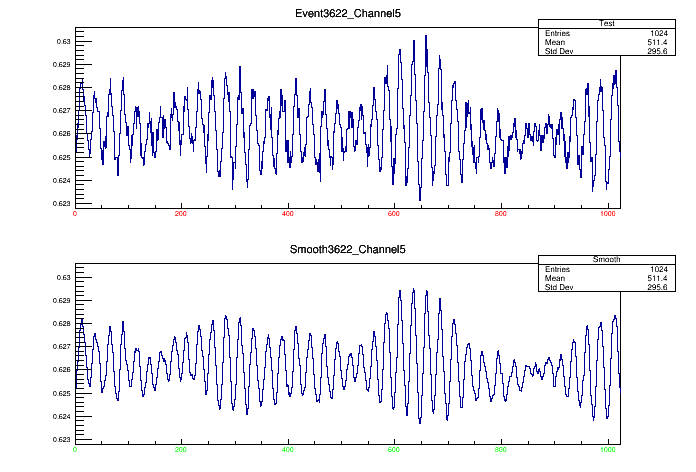 Event3622_Channel5
Test
Entries 1024
Mean 511.4
Std Dev 295.6
0.63
0.629
0.628
0.627
0.626
0.625
0.624
0.623
0 200 400 600 800 1000
Smooth3622_Channel5
Smooth
Entries 1024
Mean 511.4
Std Dev 295.6
0.63
0.629
0.628
0.627
0.626
0.625
0.624
0.623
0 200 400 600 800 1000